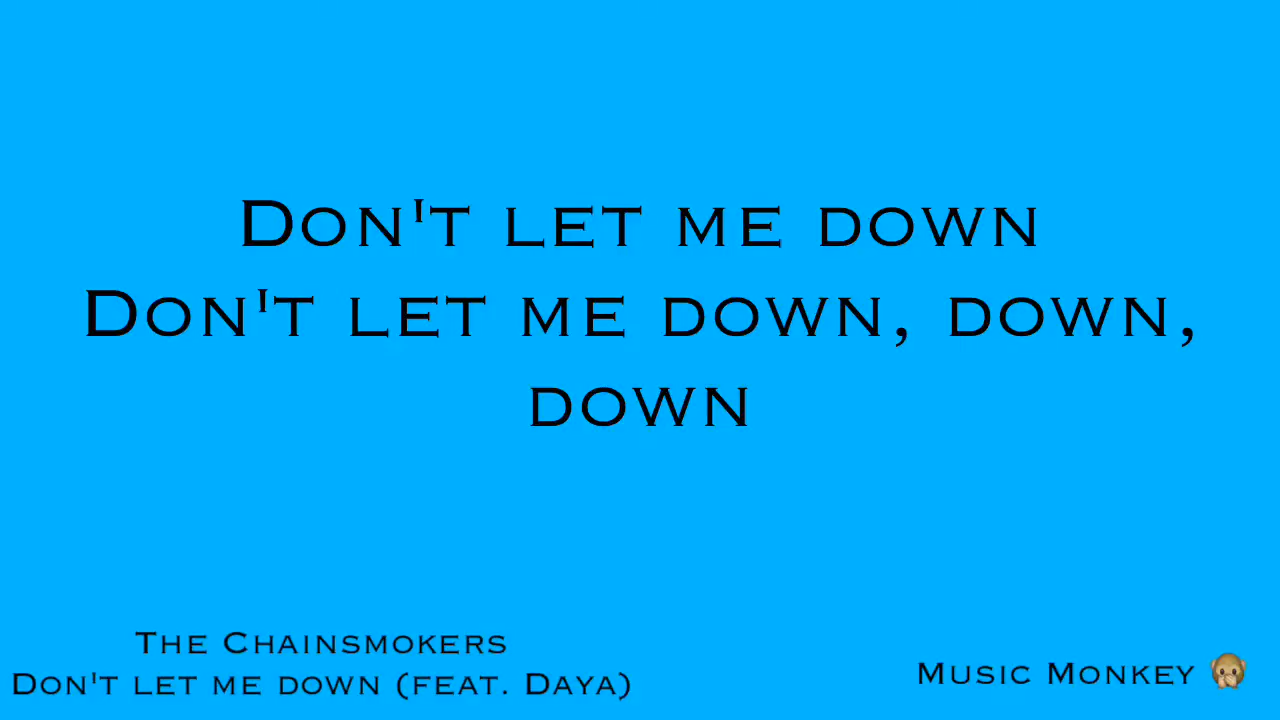 Don't let me down
Don't let me down, down,
down
The Chainsmokers
Don't let me down (feat. Daya)
Music Monkey 🙊